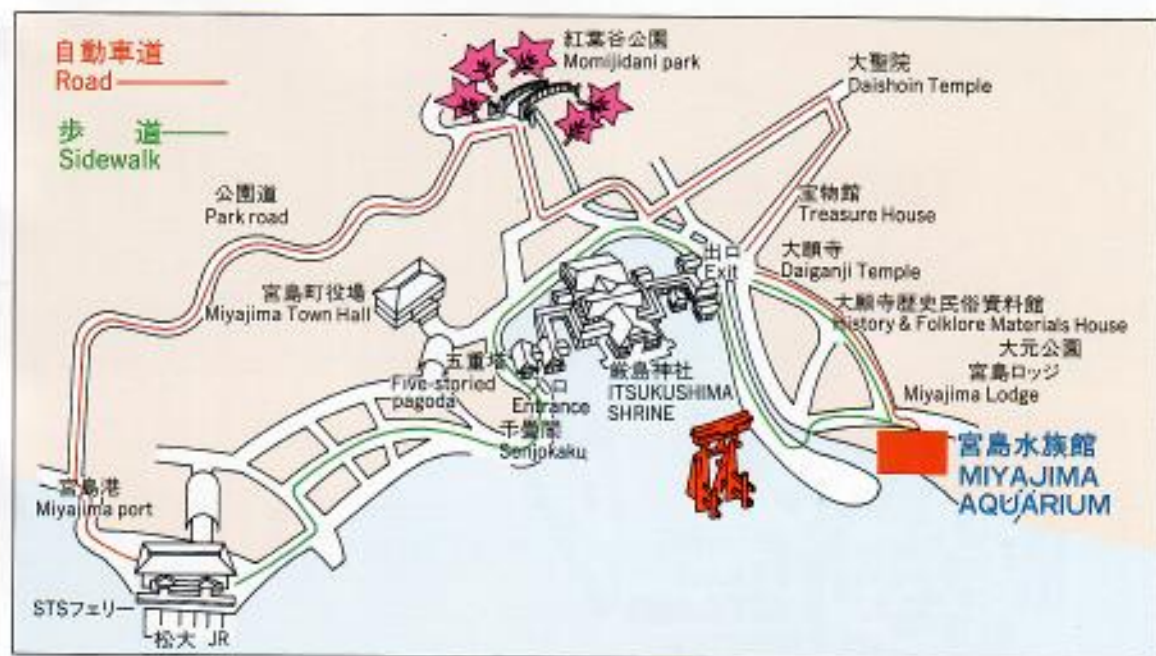 自動車道
Road
歩 道
Sidewalk
紅葉谷公園
Momijidani park
大聖院
Daishoin Temple
公園道
Park road
宝物館
Treasure House
出口
Exit
大願寺
Daiganji Temple
宮島町役場
Miyajima Town Hall
大願寺歴史民俗資料館
History & Folklore Materials House
五重塔
Five-storied
pagoda
入口
Entrance
厳島神社
ITSUKUSHIMA
SHRINE
大元公園
宮島ロッジ
Miyajima Lodge
千畳閣
Senjokaku
宮島水族館
MIYAJIMA
AQUARIUM
宮島港
Miyajima port
STSフェリー
松大 JR